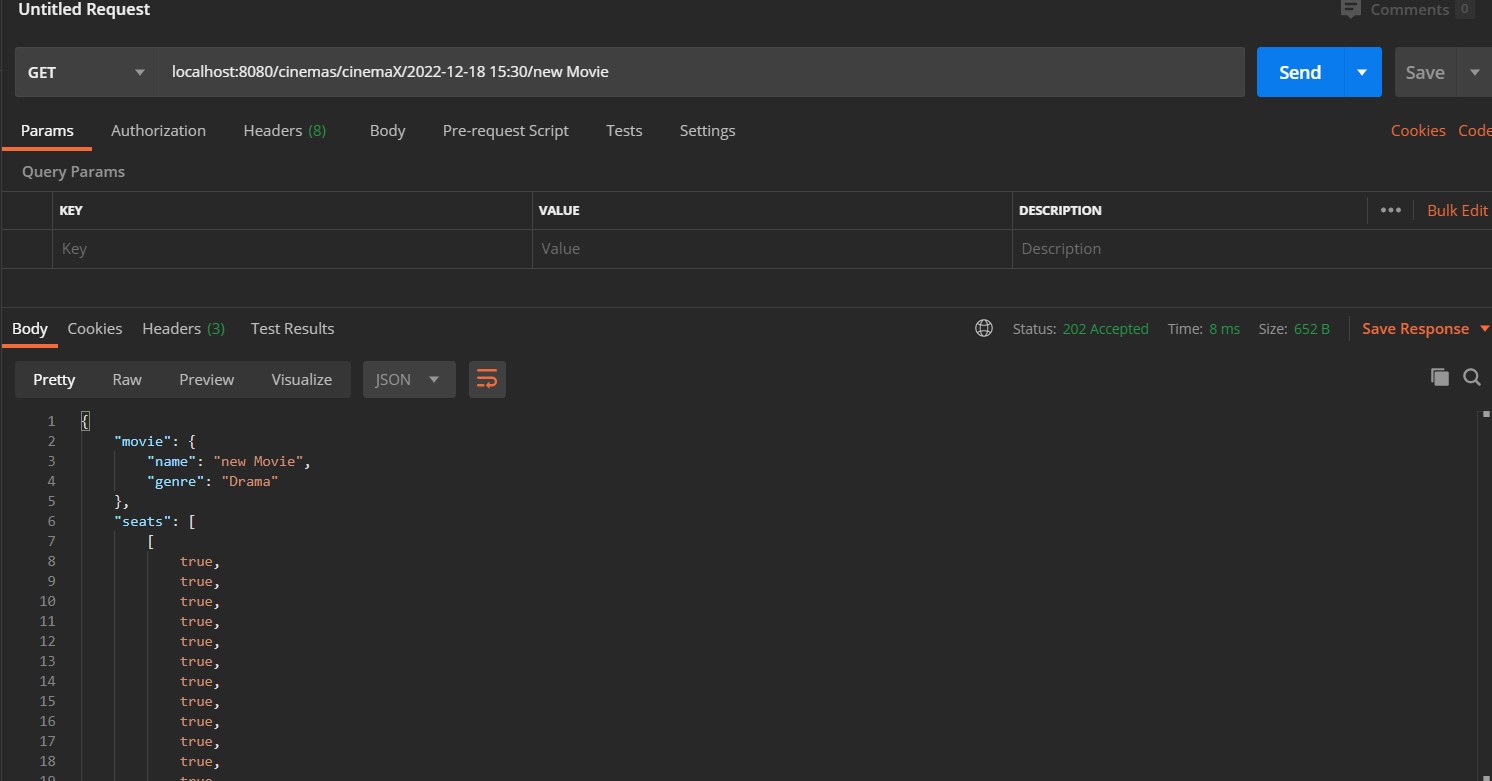 Untitled Request
Comments 0
GET localhost:8080/cinemas/cinemaX/2022-12-18 15:30/new Movie Send Save
Params Authorization Headers (8) Body Pre-request Script Tests Settings Cookies Code
Query Params
KEY VALUE DESCRIPTION ••• Bulk Edit
Key Value Description
Body Cookies Headers (3) Test Results Status: 202 Accepted Time: 8 ms Size: 652 B Save Response
Pretty Raw Preview Visualize JSON
1 {
2 "movie": {
3 "name": "new Movie",
4 "genre": "Drama"
5 },
6 "seats": [
7 [
8 true,
9 true,
10 true,
11 true,
12 true,
13 true,
14 true,
15 true,
16 true,
17 true,
18 true,
19 true,